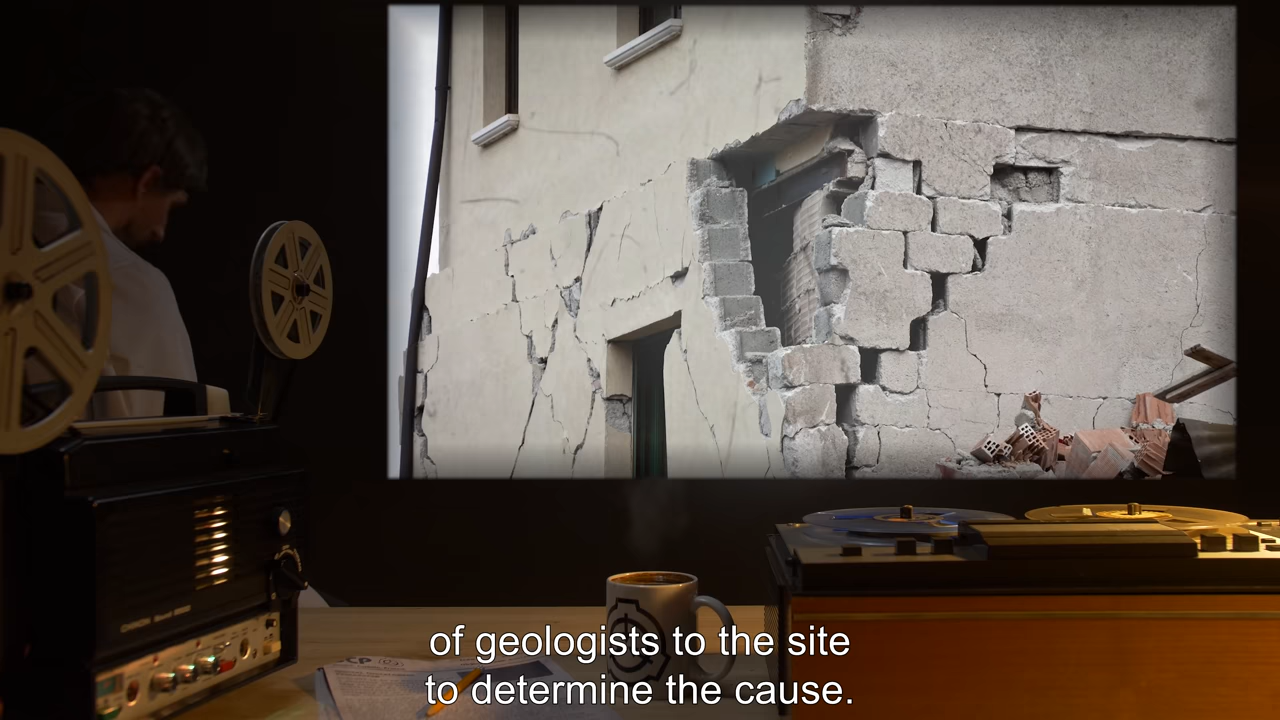 of geologists to the site
to determine the cause.